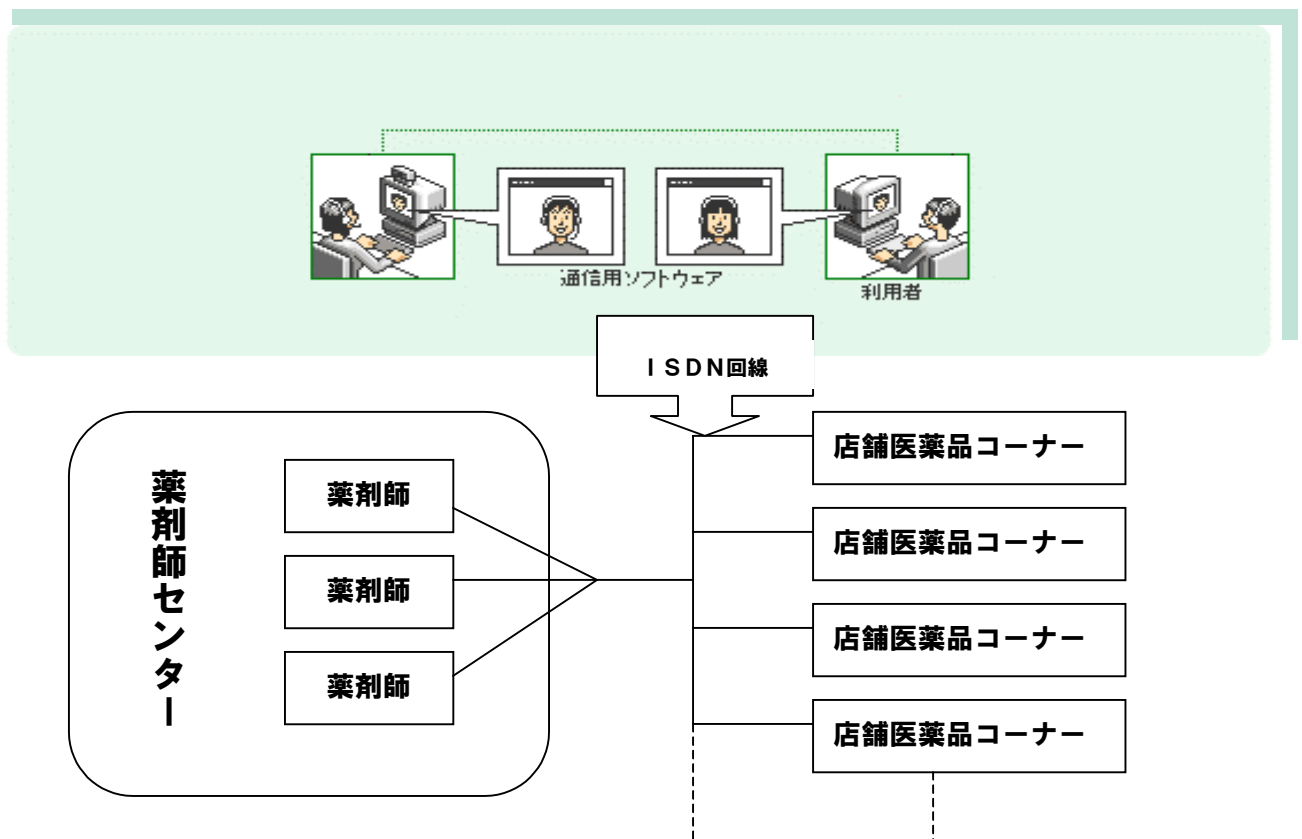 通信用ソフトウェア
利用者
ＩＳＤＮ回線
薬剤師センター
薬剤師
薬剤師
薬剤師
店舗医薬品コーナー
店舗医薬品コーナー
店舗医薬品コーナー
店舗医薬品コーナー